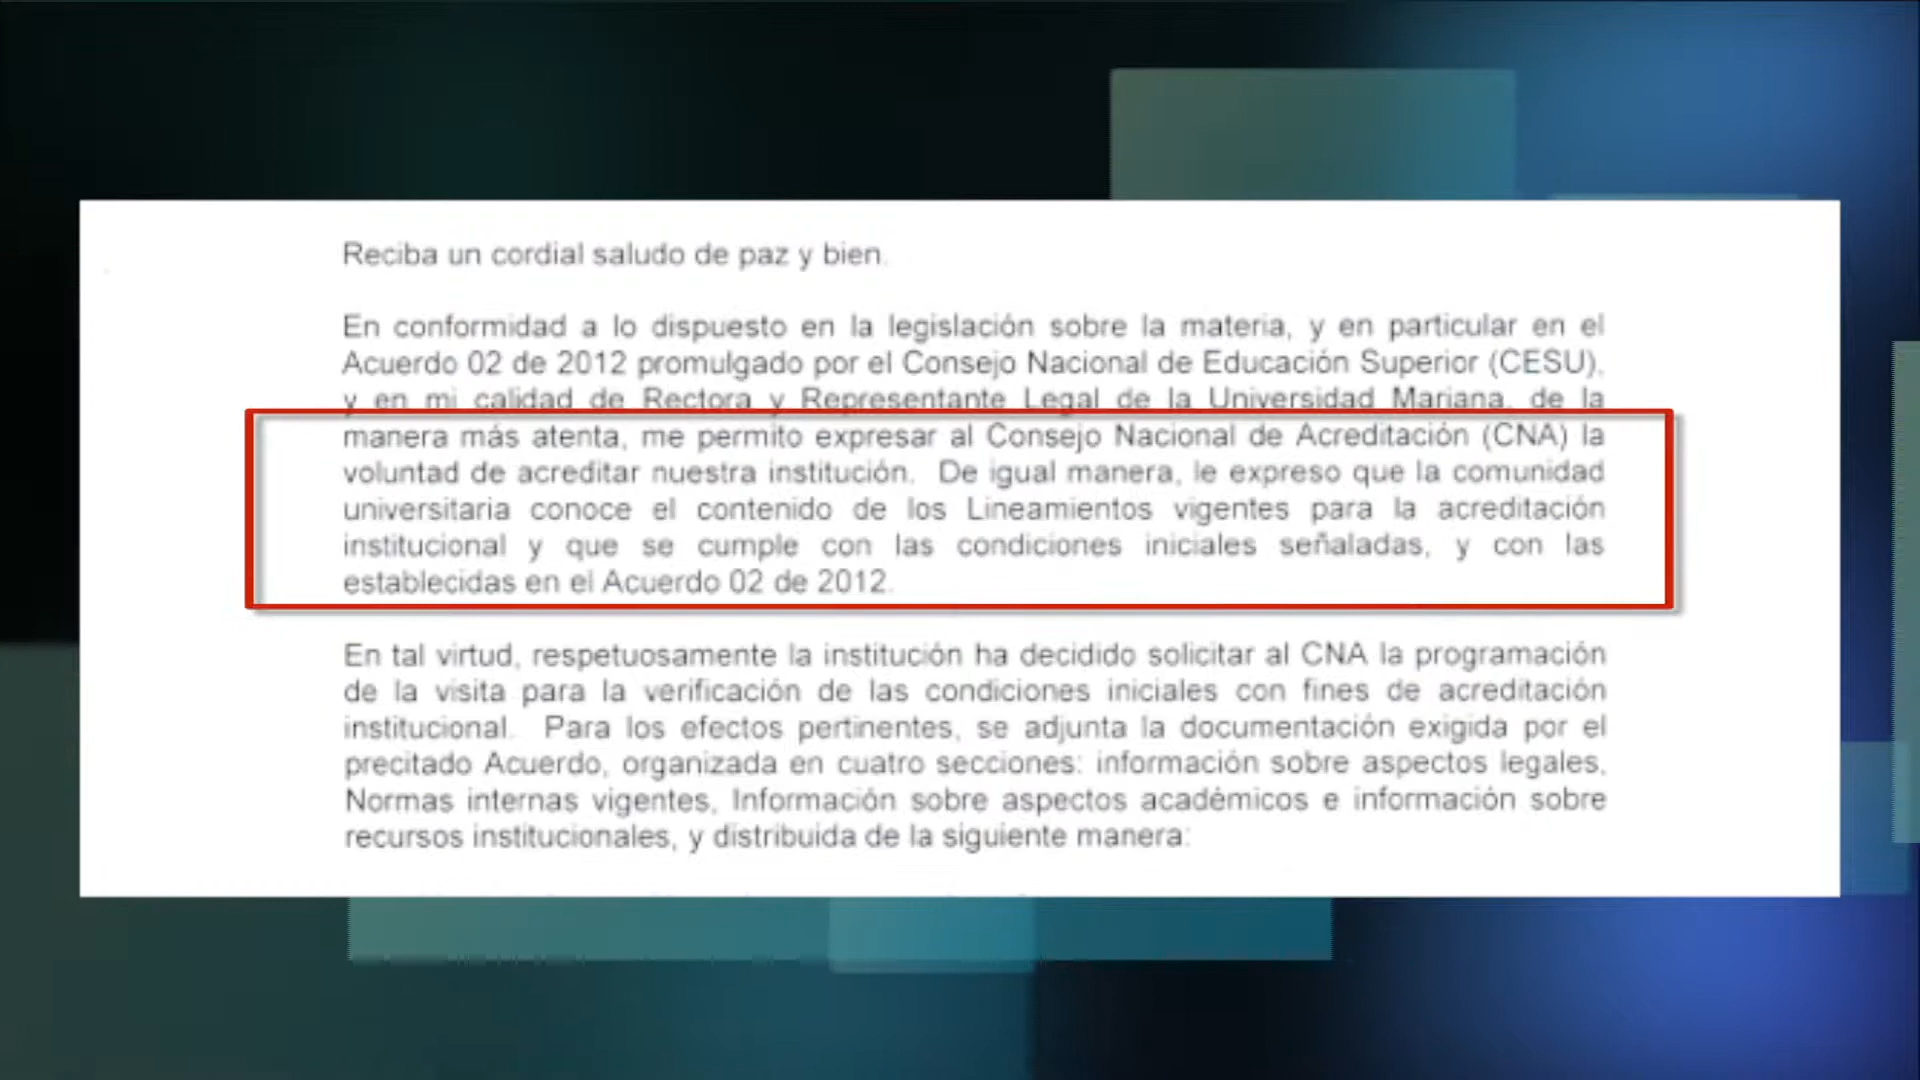 Reciba un cordial saludo de paz y bien.
En conformidad a lo dispuesto en la legislación sobre la materia, y en particular en el
Acuerdo 02 de 2012 promulgado por el Consejo Nacional de Educación Superior (CESU),
y en mi calidad de Rectora y Representante Legal de la Universidad Mariana, de la
manera más atenta, me permito expresar al Consejo Nacional de Acreditación (CNA) la
voluntad de acreditar nuestra institución. De igual manera, le expreso que la comunidad
universitaria conoce el contenido de los Lineamientos vigentes para la acreditación
institucional y que se cumple con las condiciones iniciales señaladas, y con las
establecidas en el Acuerdo 02 de 2012.
En tal virtud, respetuosamente la institución ha decidido solicitar al CNA la programación
de la visita para la verificación de las condiciones iniciales con fines de acreditación
institucional. Para los efectos pertinentes, se adjunta la documentación exigida por el
precitado Acuerdo, organizada en cuatro secciones: información sobre aspectos legales,
Normas internas vigentes, Información sobre aspectos académicos e información sobre
recursos institucionales, y distribuida de la siguiente manera: